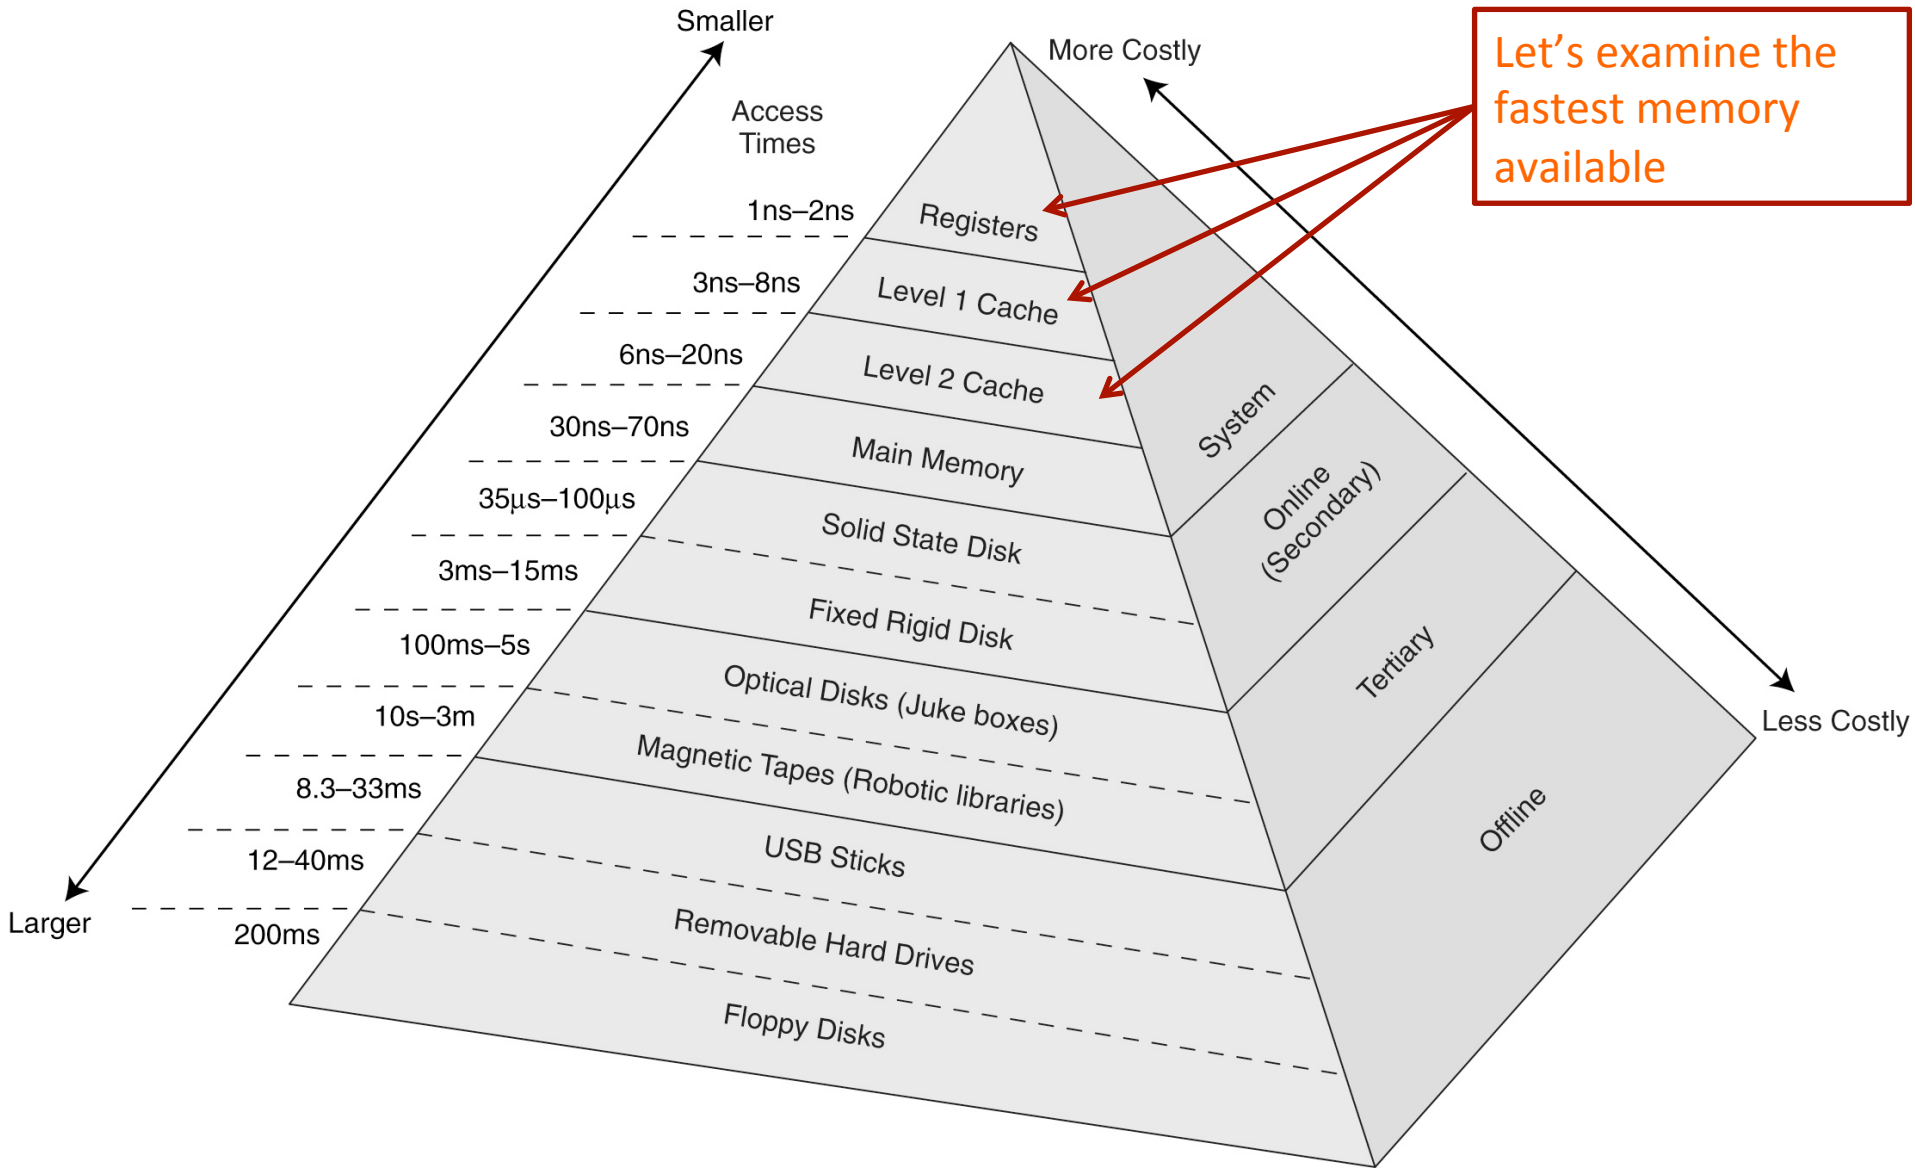 Smaller
More Costly
Let’s examine the
fastest memory
available
Access
Times
1ns–2ns
Registers
3ns–8ns
Level 1 Cache
6ns–20ns
Level 2 Cache
System
30ns–70ns
Main Memory
Online
(Secondary)
35μs–100μs
Solid State Disk
3ms–15ms
Fixed Rigid Disk
100ms–5s
Optical Disks (Juke boxes)
Tertiary
10s–3m
Magnetic Tapes (Robotic libraries)
Less Costly
8.3–33ms
USB Sticks
Offline
12–40ms
Removable Hard Drives
Larger
200ms
Floppy Disks